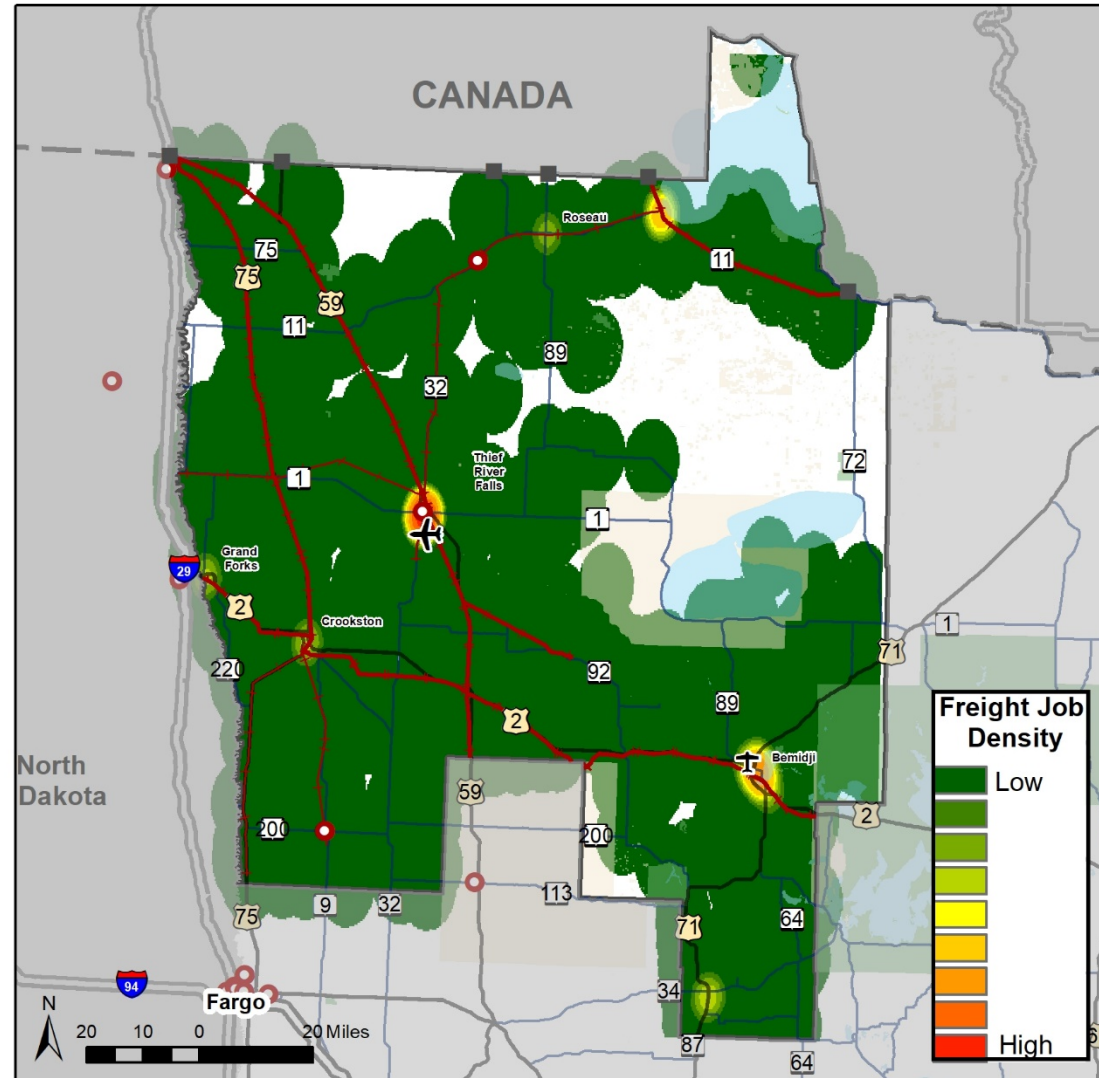 CANADA
Roseau
75
75
59
11
11
89
32
Thief
River
Falls
72
1
1
Grand
Forks
29
2
Crookston
1
71
220
92
89
2
Bemidji
North
Dakota
59
2
200
200
113
75
9
32
71
64
34
94
Fargo
87
64
6
N
20 10 0 20 Miles
Freight Job
Density
Low
High